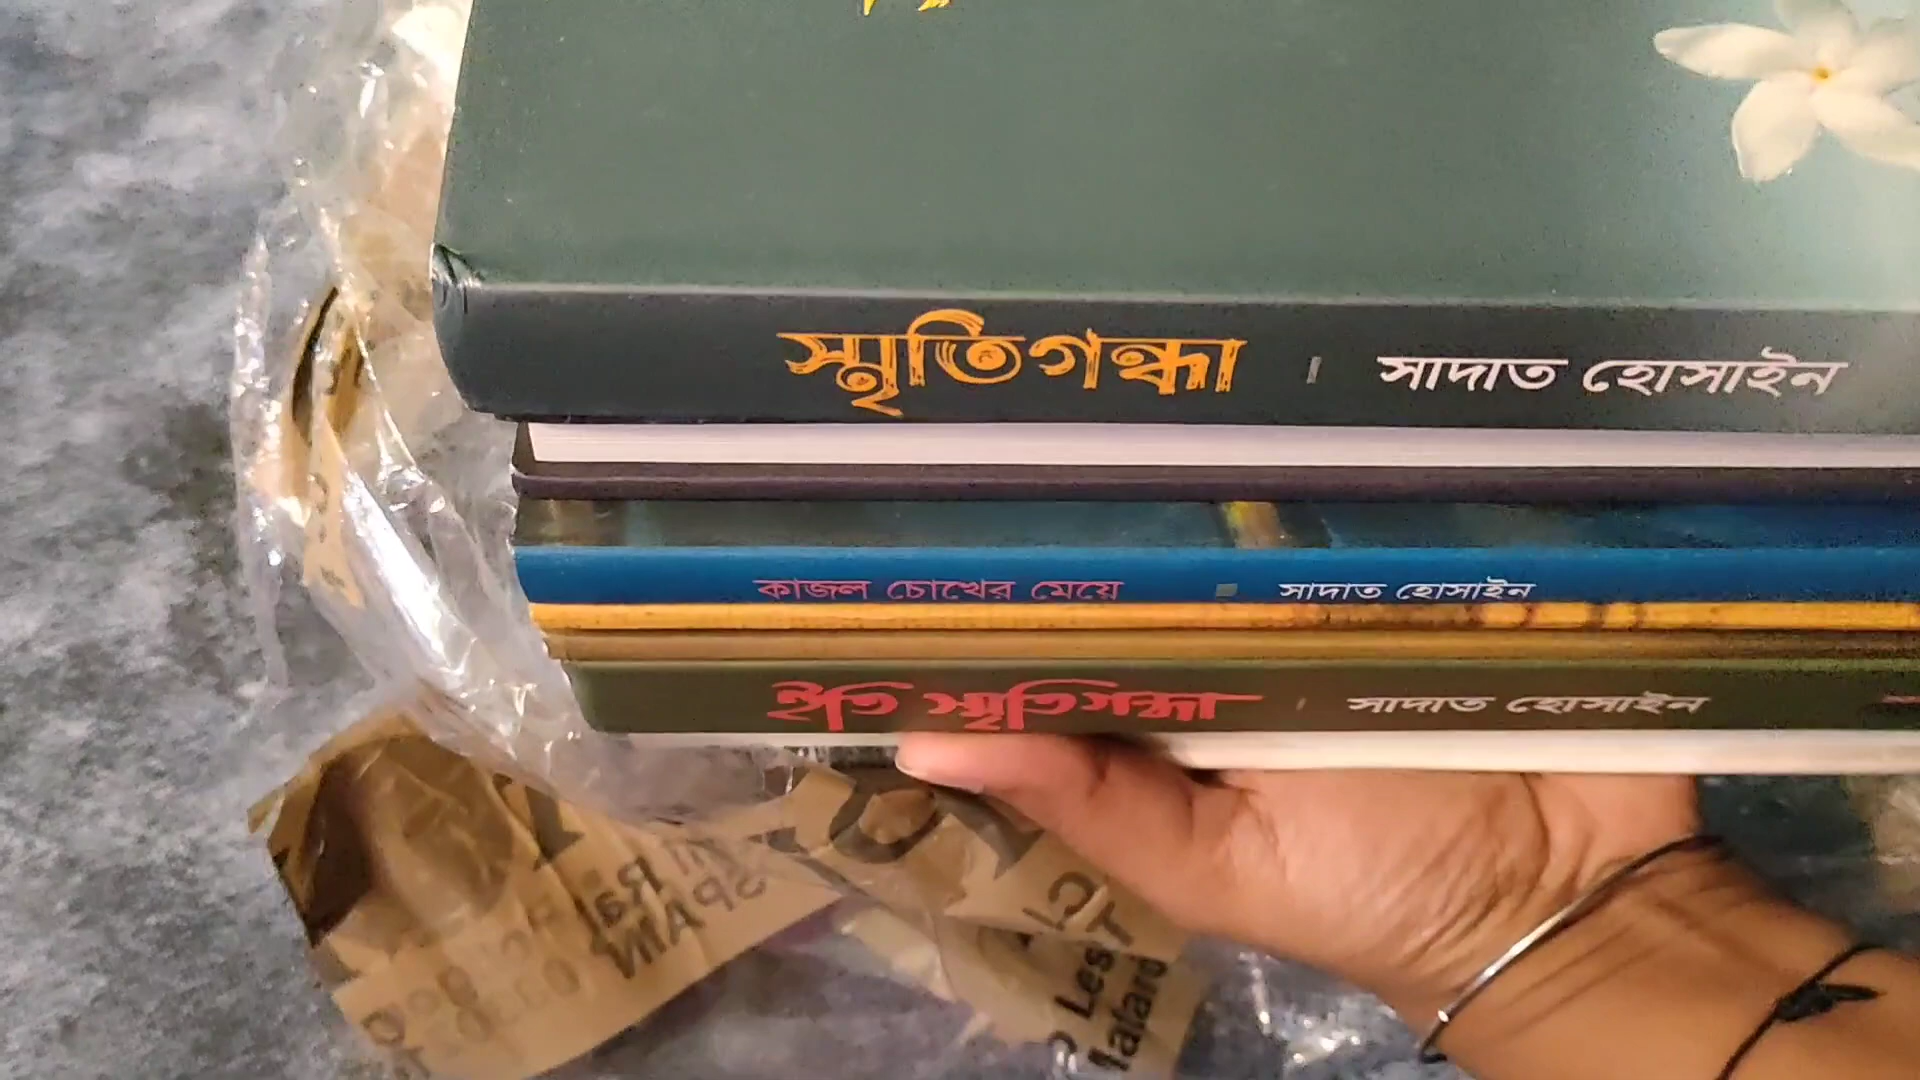 স্মৃতিগন্ধা । সাদাত হোসাইন
কাজল চোখের মেয়ে সাদাত হোসাইন
ইতি স্মৃতিগন্ধা । সাদাত হোসাইন